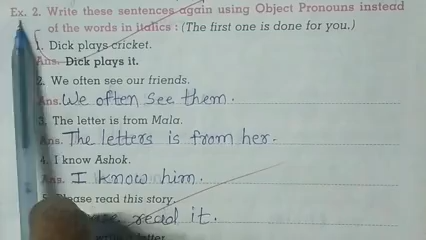 Ex. 2. Write these sentences again using Object Pronouns instead
of the words in italics : (The first one is done for you.)
1. Dick plays cricket.
Ans. Dick plays it.
2. We often see our friends.
Ans. We often see them.
3. The letter is from Mala.
Ans. The letters is from her.
4. I know Ashok.
Ans. I know him.
5. Please read this story.
read it.
letter